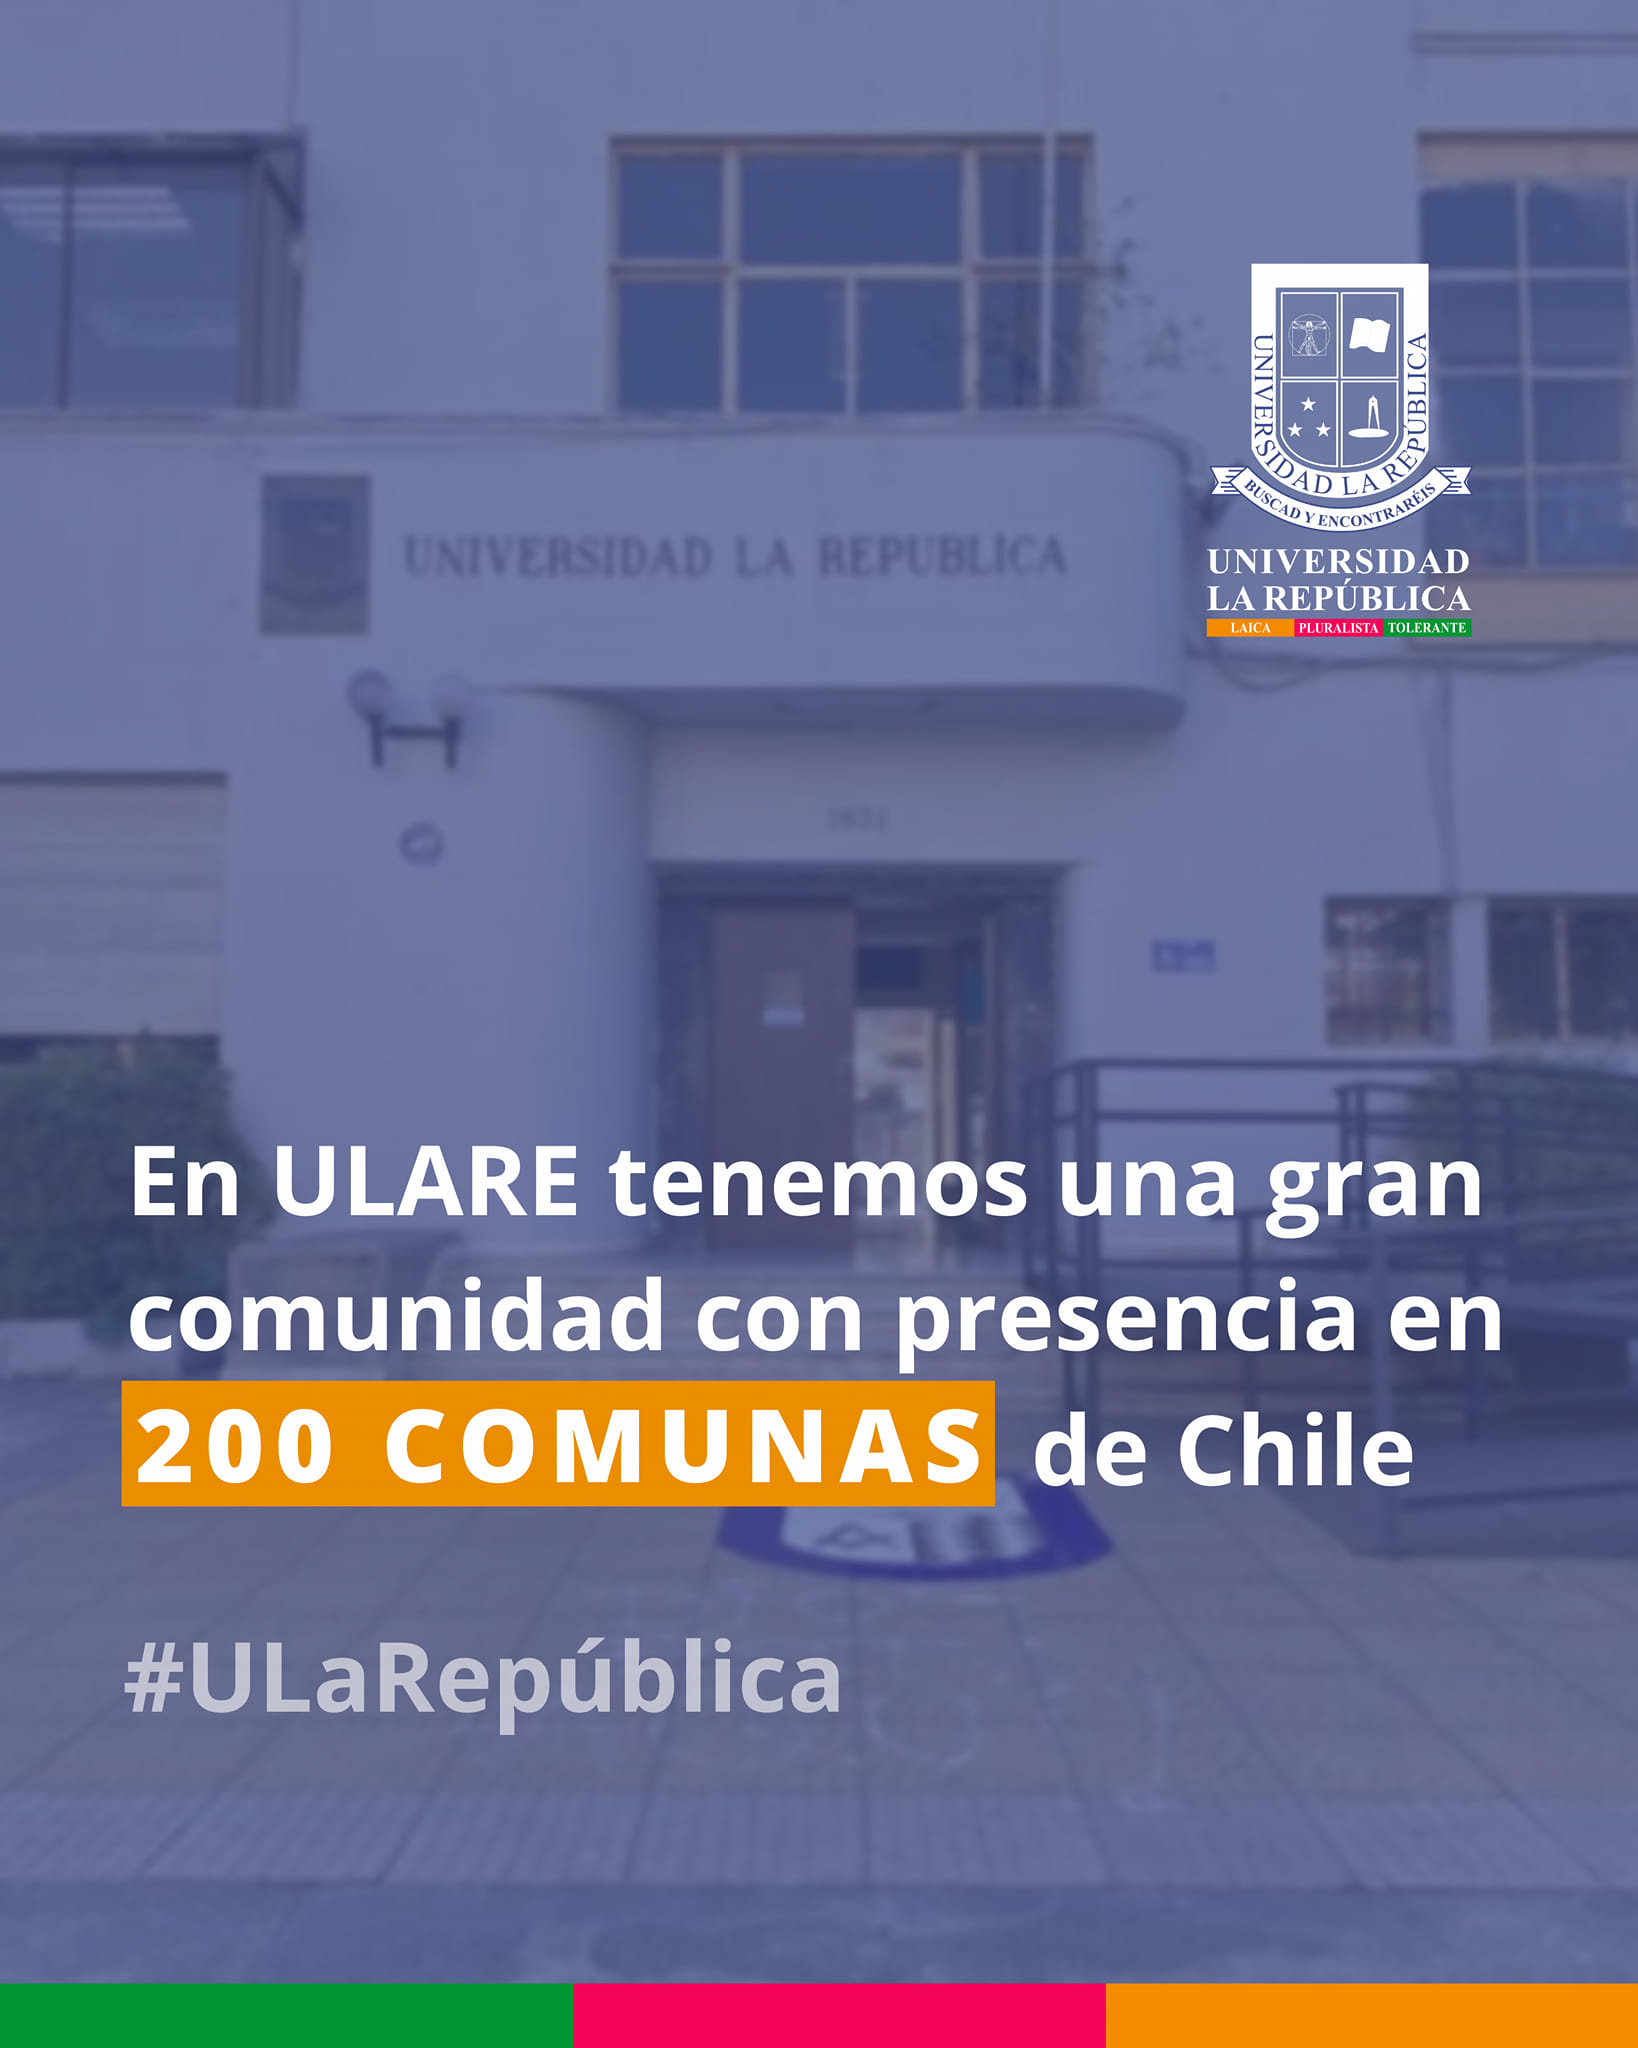 UNIVERSIDAD LA REPÚBLICA
BUSCAD Y ENCONTRARÉIS
UNIVERSIDAD
LA REPÚBLICA
LAICA PLURALISTA TOLERANTE
UNIVERSIDAD LA REPUBLICA
1831
En ULARE tenemos una gran
comunidad con presencia en
200 COMUNAS de Chile
#ULaRepública